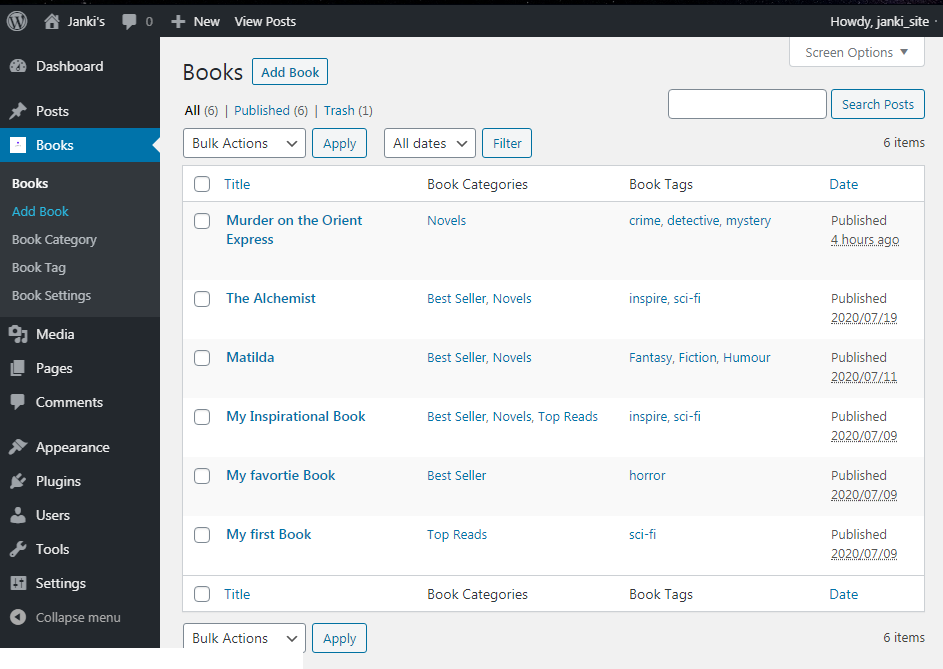 Janki's 0 New View Posts Howdy, janki_site
Screen Options
Dashboard
Posts
Books
Books
Add Book
Book Category
Book Tag
Book Settings
Media
Pages
Comments
Appearance
Plugins
Users
Tools
Settings
Collapse menu
Books Add Book
All (6) | Published (6) | Trash (1)
Search Posts
Bulk Actions Apply All dates Filter 6 items
Title Book Categories Book Tags Date
Murder on the Orient Novels crime, detective, mystery Published
Express 4 hours ago
The Alchemist Best Seller, Novels inspire, sci-fi Published
2020/07/19
Matilda Best Seller, Novels Fantasy, Fiction, Humour Published
2020/07/11
My Inspirational Book Best Seller, Novels, Top Reads inspire, sci-fi Published
2020/07/09
My favortie Book Best Seller horror Published
2020/07/09
My first Book Top Reads sci-fi Published
2020/07/09
Title Book Categories Book Tags Date
Bulk Actions Apply 6 items